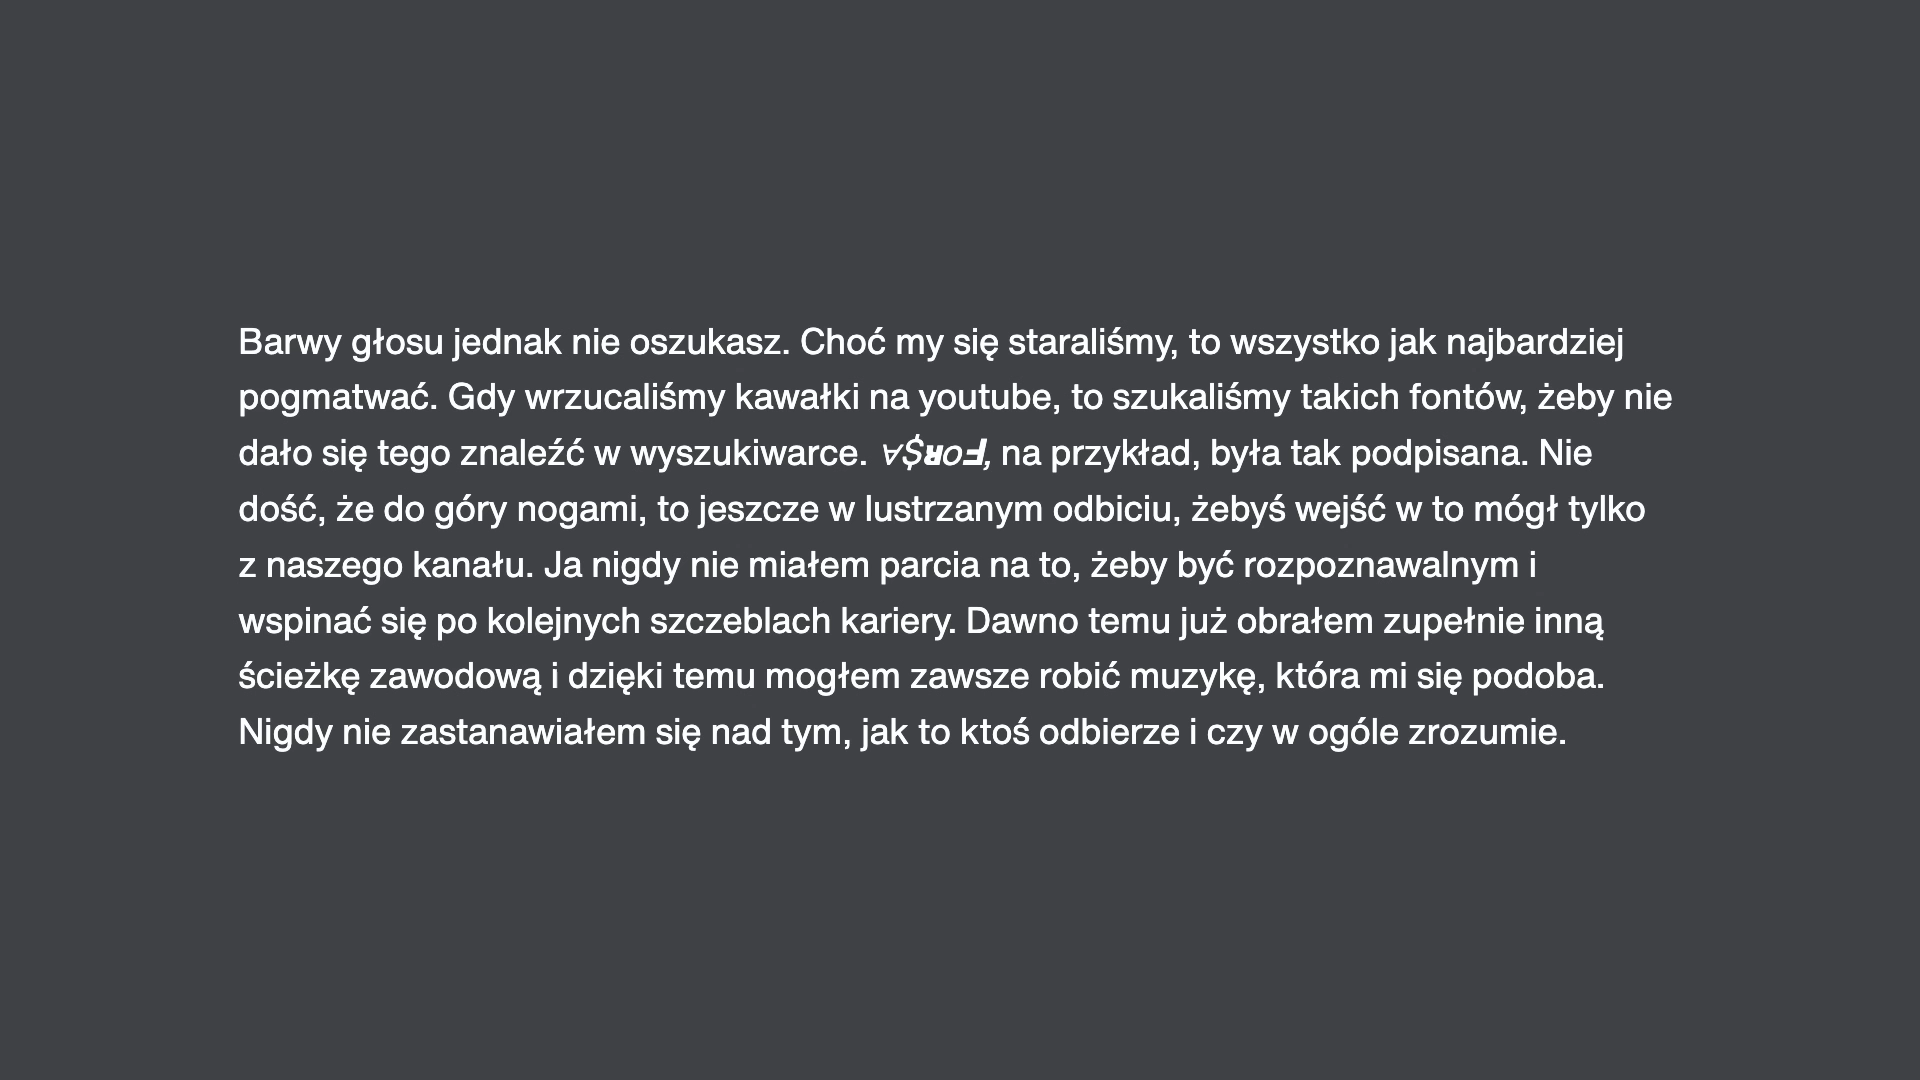 Barwy głosu jednak nie oszukasz. Choć my się staraliśmy, to wszystko jak najbardziej
pogmatwać. Gdy wrzucaliśmy kawałki na youtube, to szukaliśmy takich fontów, żeby nie
dało się tego znaleźć w wyszukiwarce. ∀$ᴚoℲ, na przykład, była tak podpisana. Nie
dość, że do góry nogami, to jeszcze w lustrzanym odbiciu, żebyś wejść w to mógł tylko
z naszego kanału. Ja nigdy nie miałem parcia na to, żeby być rozpoznawalnym i
wspinać się po kolejnych szczeblach kariery. Dawno temu już obrałem zupełnie inną
ścieżkę zawodową i dzięki temu mogłem zawsze robić muzykę, która mi się podoba.
Nigdy nie zastanawiałem się nad tym, jak to ktoś odbierze i czy w ogóle zrozumie.